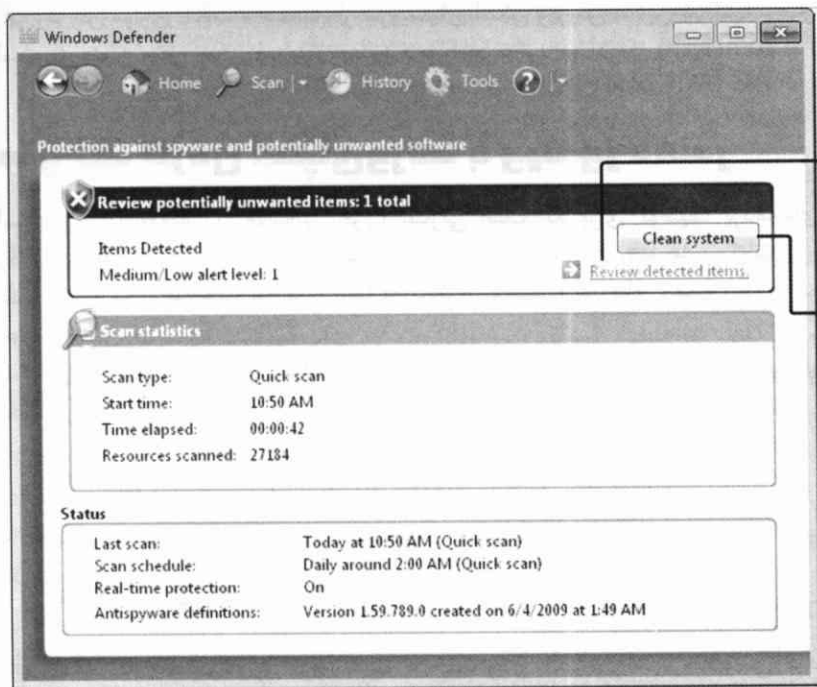 Windows Defender
Home Scan History Tools ?
Protection against spyware and potentially unwanted software
Review potentially unwanted items: 1 total
Items Detected
Clean system
Medium/Low alert level: 1
Review detected items.
Scan statistics
Scan type: Quick scan
Start time: 10:50 AM
Time elapsed: 00:00:42
Resources scanned: 27184
Status
Last scan: Today at 10:50 AM (Quick scan)
Scan schedule: Daily around 2:00 AM (Quick scan)
Real-time protection: On
Antispyware definitions: Version 1.59.789.0 created on 6/4/2009 at 1:49 AM